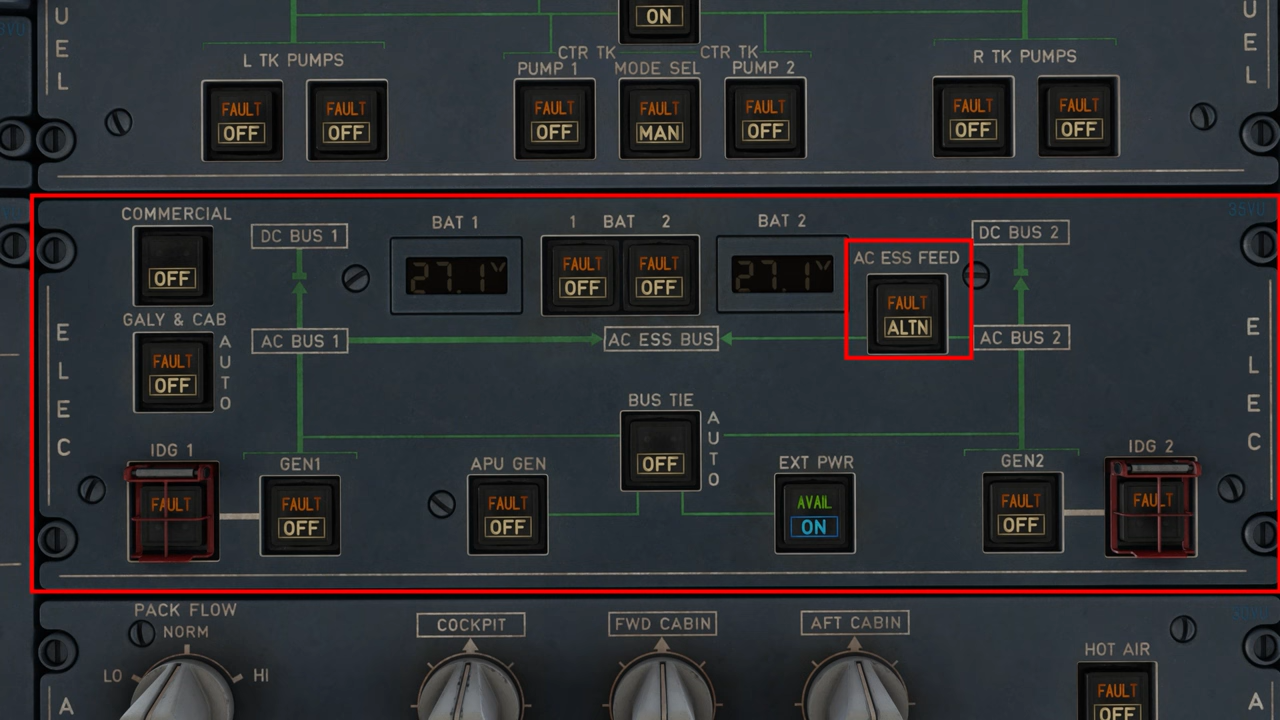 U
E
L
U
E
L
ON
L TK PUMPS
CTR TK
CTR TK
R TK PUMPS
PUMP 1
MODE SEL
PUMP 2
FAULT
OFF
FAULT
OFF
FAULT
OFF
FAULT
MAN
FAULT
OFF
FAULT
OFF
FAULT
OFF
35VU
COMMERCIAL
OFF
DC BUS 1
BAT 1
27.1V
1 BAT 2
FAULT
OFF
FAULT
OFF
BAT 2
27.1V
AC ESS FEED
FAULT
ALTN
DC BUS 2
GALY & CAB
FAULT
OFF
AUTO
AC BUS 1
AC ESS BUS
AC BUS 2
ELEC
ELEC
BUS TIE
OFF
AUTO
IDG 1
FAULT
GEN1
FAULT
OFF
APU GEN
FAULT
OFF
EXT PWR
AVAIL
ON
GEN2
FAULT
OFF
IDG 2
FAULT
PACK FLOW
NORM
LO
HI
COCKPIT
FWD CABIN
AFT CABIN
HOT AIR
FAULT
OFF
A
A